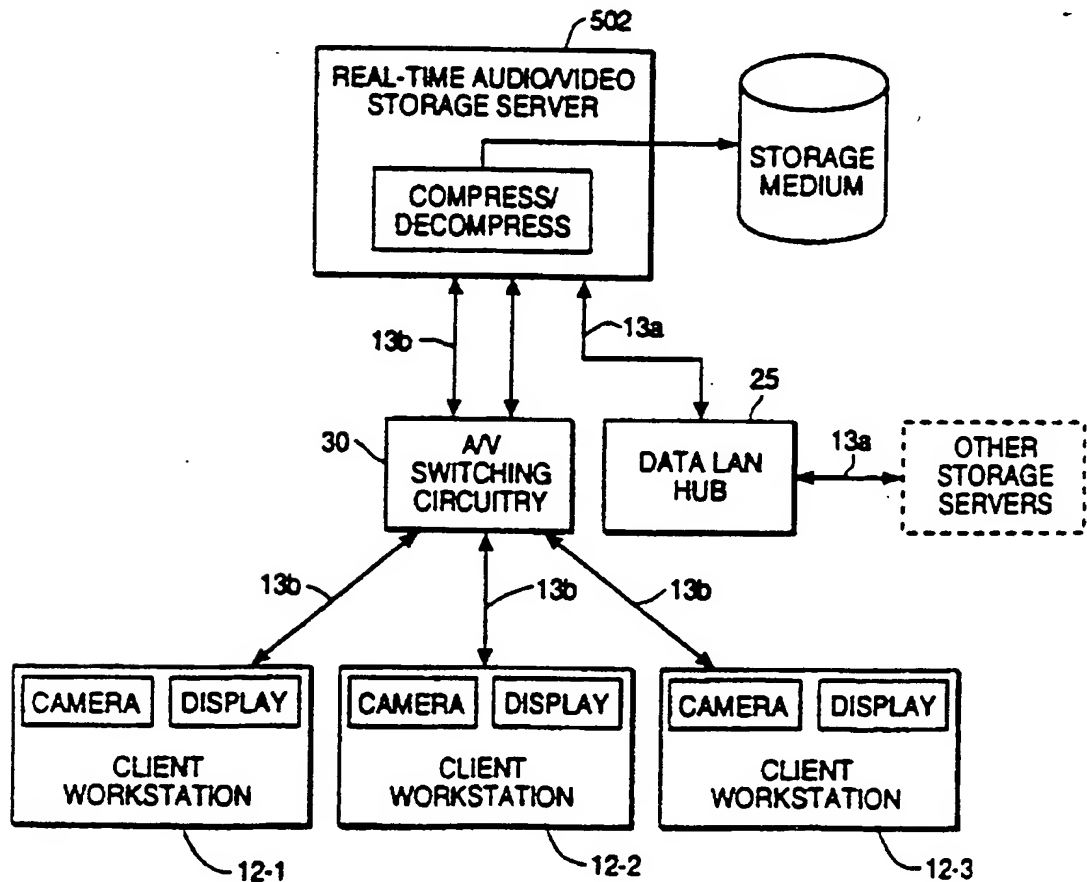 502
REAL-TIME AUDIO/VIDEO
STORAGE SERVER
COMPRESS/
DECOMPRESS
STORAGE
MEDIUM
13b
13a
30
A/V
SWITCHING
CIRCUITRY
25
DATA LAN
HUB
13a
OTHER
STORAGE
SERVERS
13b
13b
13b
CAMERA
DISPLAY
CLIENT
WORKSTATION
12-1
CAMERA
DISPLAY
CLIENT
WORKSTATION
12-2
CAMERA
DISPLAY
CLIENT
WORKSTATION
12-3